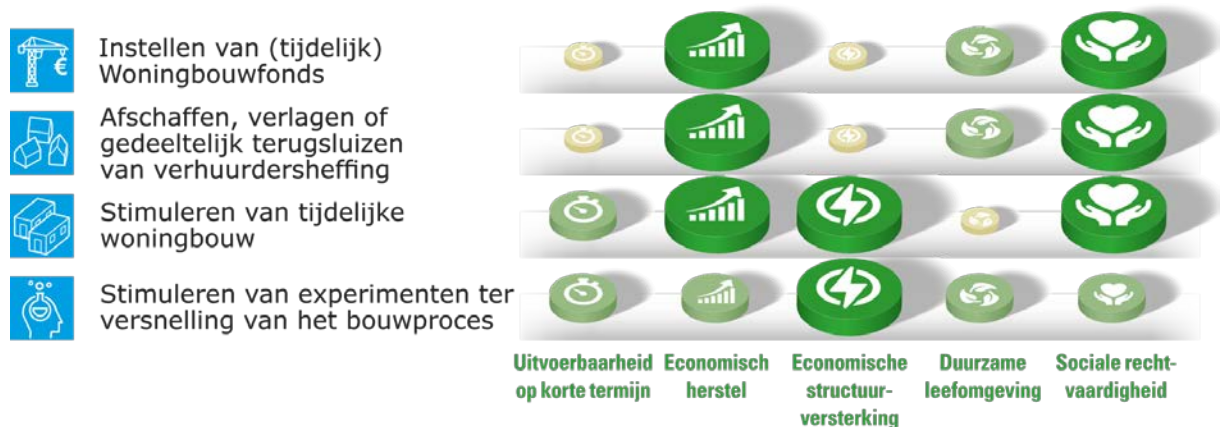 Instellen van (tijdelijk)
Woningbouwfonds
Afschaffen, verlagen of
gedeeltelijk terugsluizen
van verhuurdersheffing
Stimuleren van tijdelijke
woningbouw
Stimuleren van experimenten ter
versnelling van het bouwproces
€
Uitvoerbaarheid
op korte termijn
Economisch
herstel
Economische
structuur-
versterking
Duurzame
leefomgeving
Sociale recht-
vaardigheid